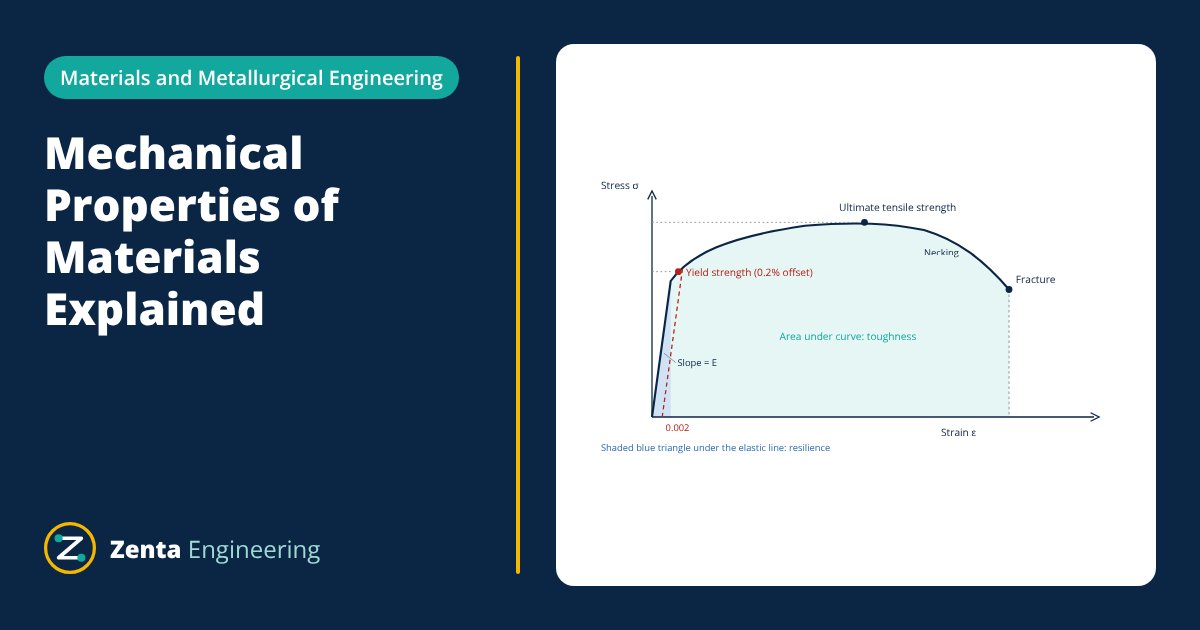 Materials and Metallurgical Engineering
Mechanical
Properties of
Materials
Explained
Zenta Engineering
Stress σ
Ultimate tensile strength
Necking
Yield strength (0.2% offset)
Fracture
Area under curve: toughness
Slope = E
0.002
Strain ε
Shaded blue triangle under the elastic line: resilience